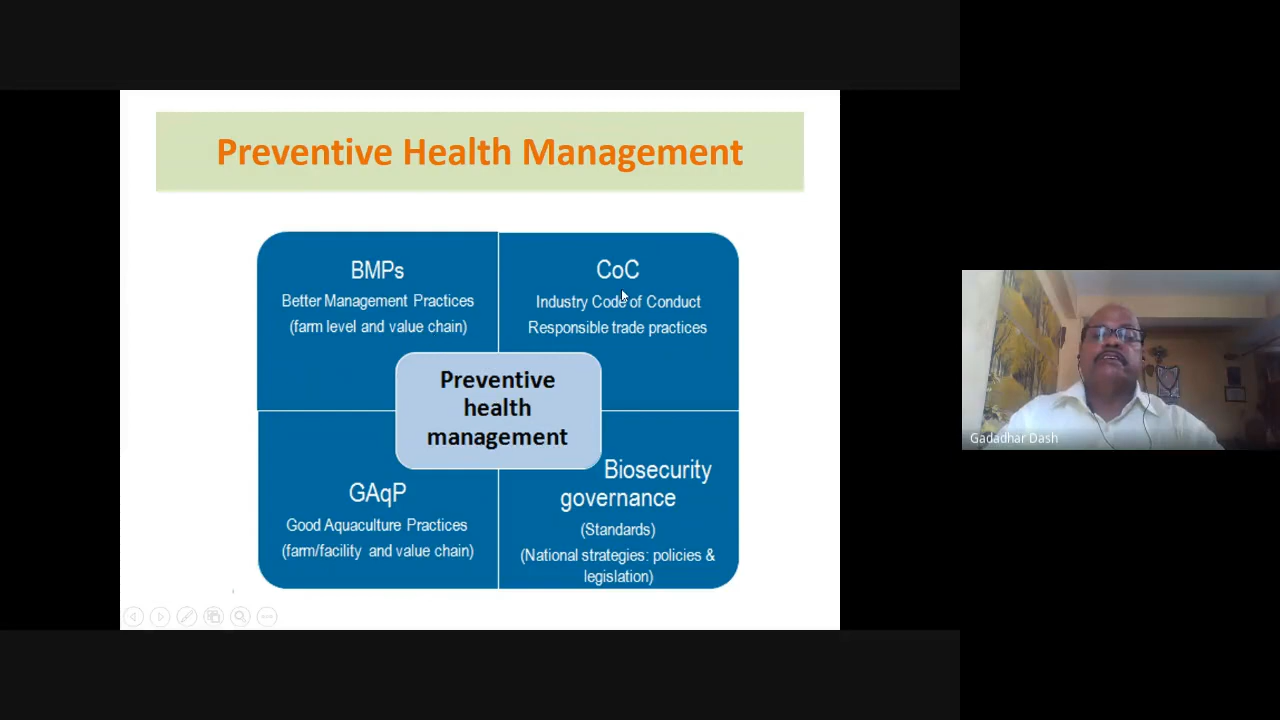 Preventive Health Management
BMPs
Better Management Practices
(farm level and value chain)
CoC
Industry Code of Conduct
Responsible trade practices
Preventive
health
management
GAqP
Good Aquaculture Practices
(farm/facility and value chain)
Biosecurity
governance
(Standards)
(National strategies: policies &
legislation)
Gadadhar Dash